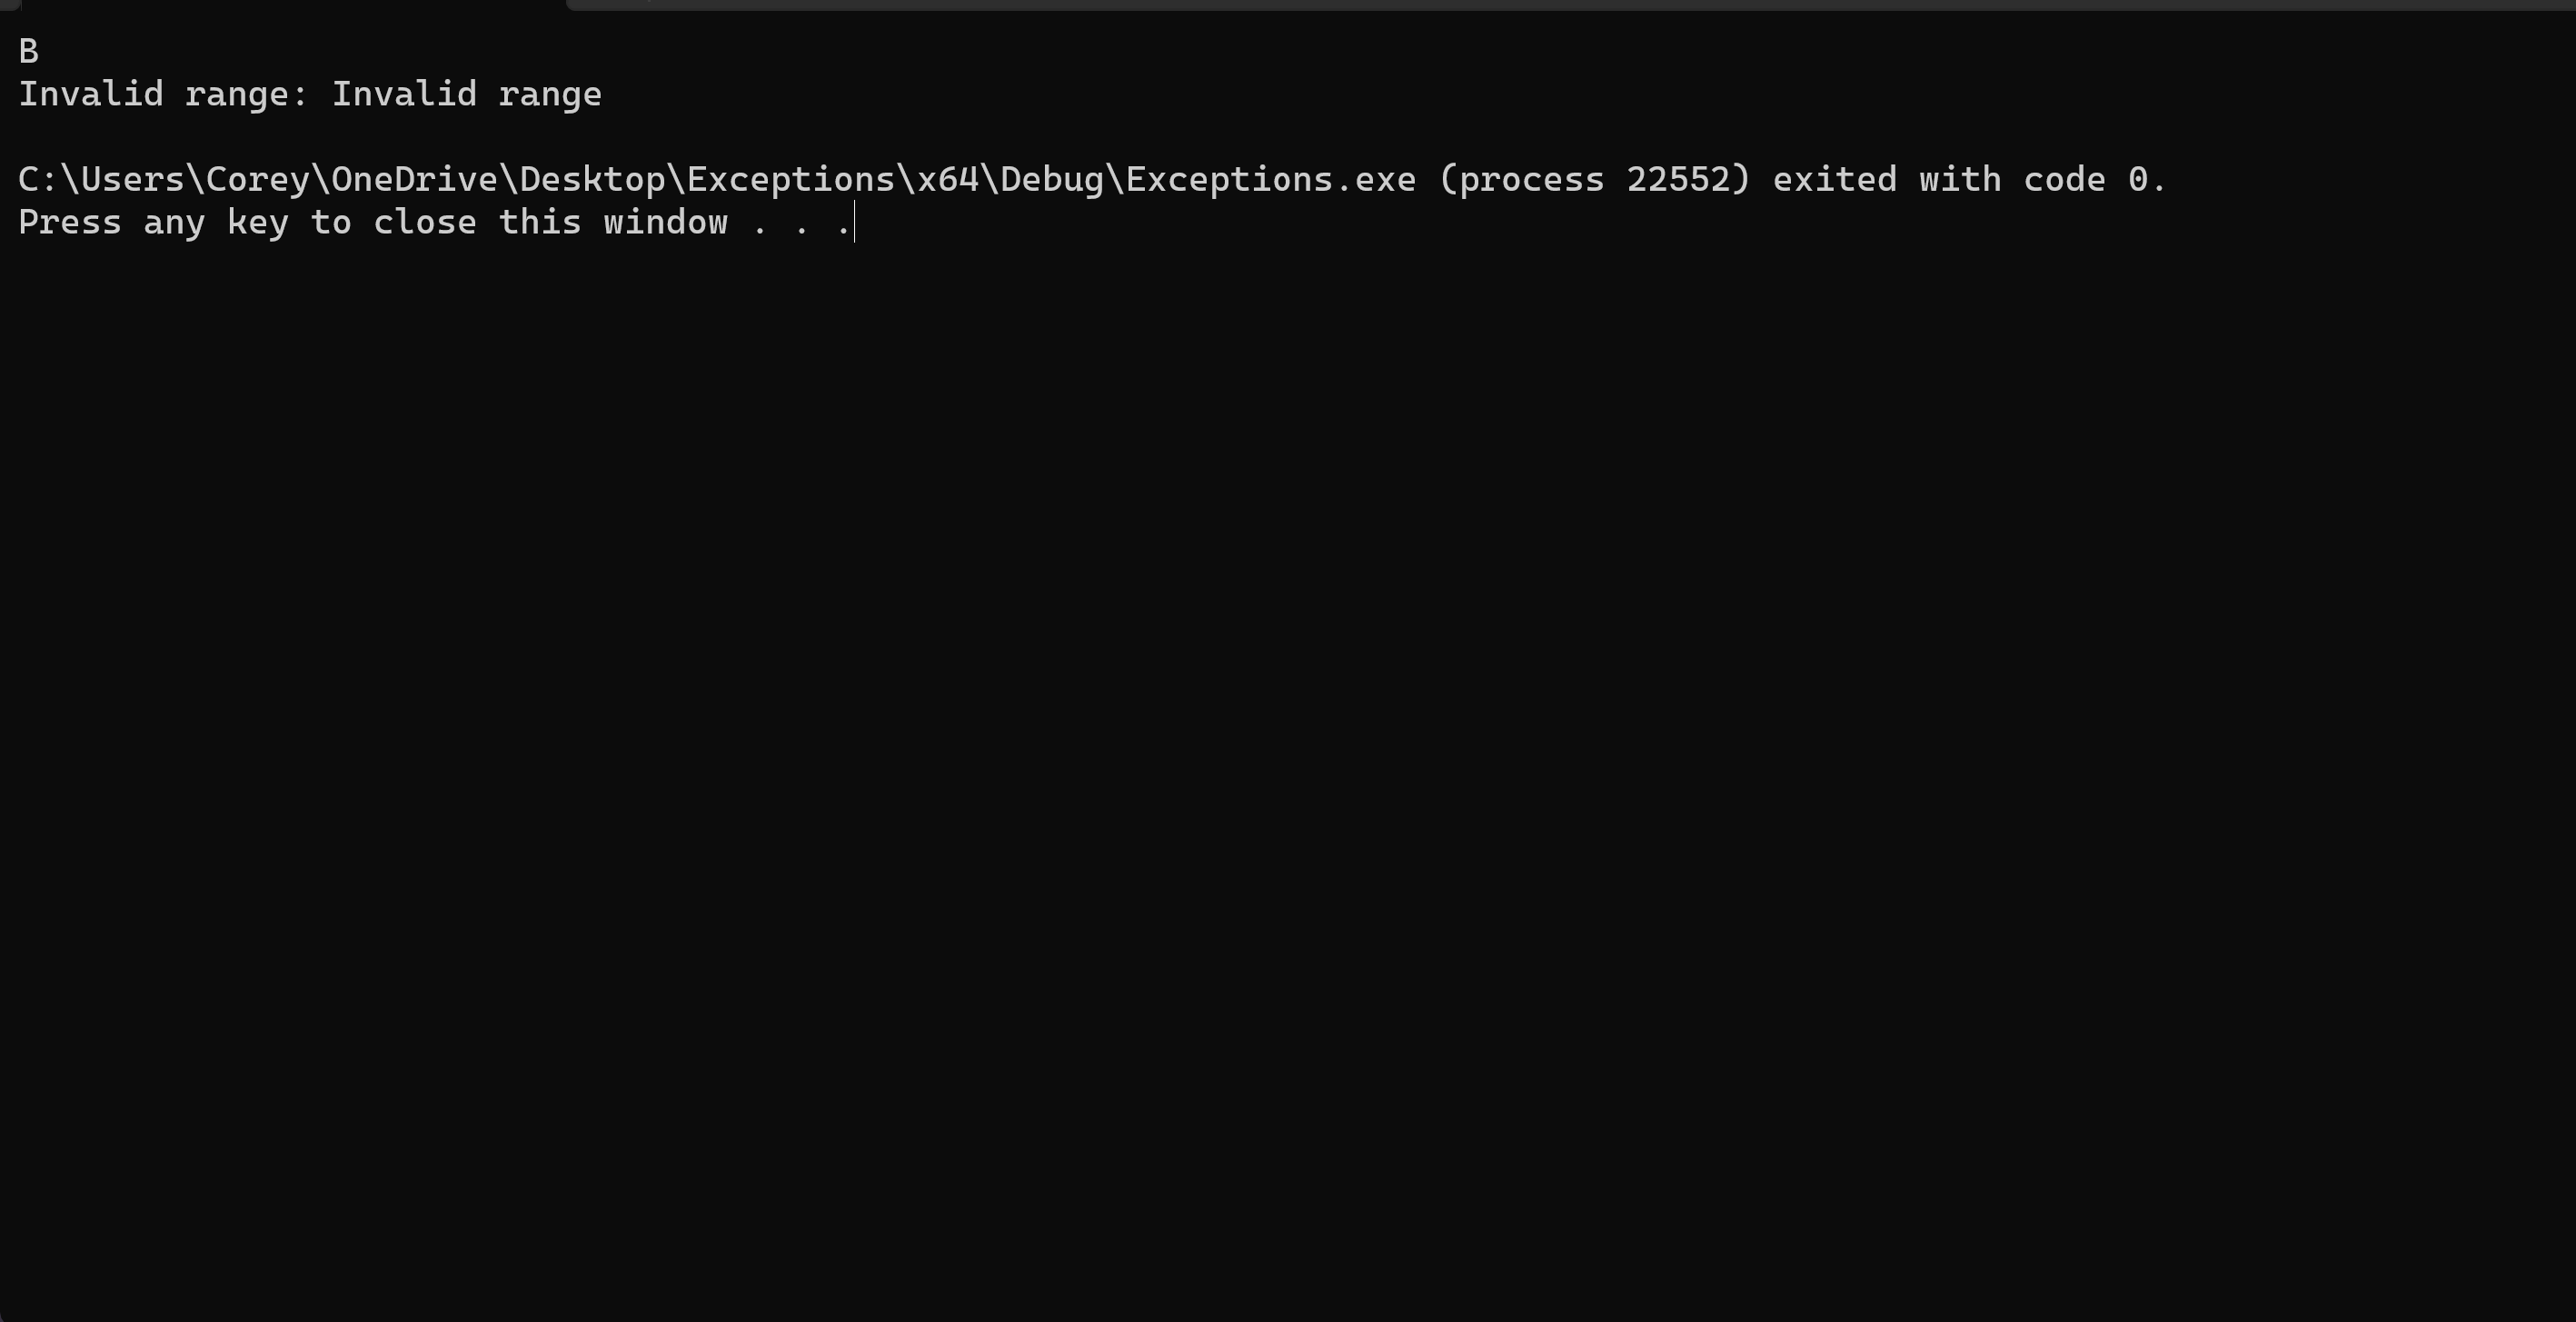 B
Invalid range: Invalid range
C:\Users\Corey\OneDrive\Desktop\Exceptions\x64\Debug\Exceptions.exe (process 22552) exited with code 0.
Press any key to close this window . . .